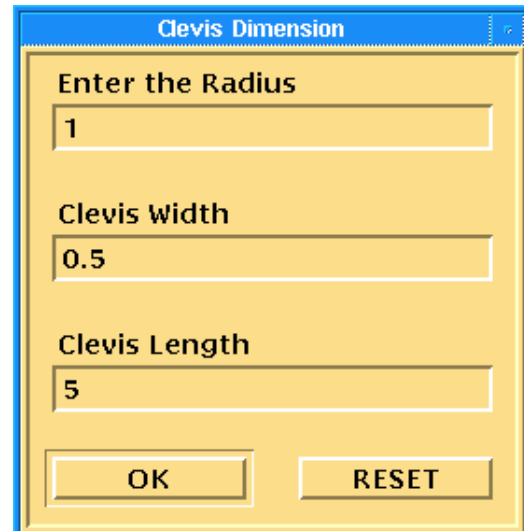 Clevis Dimension
Enter the Radius
1
Clevis Width
0.5
Clevis Length
5
OK RESET